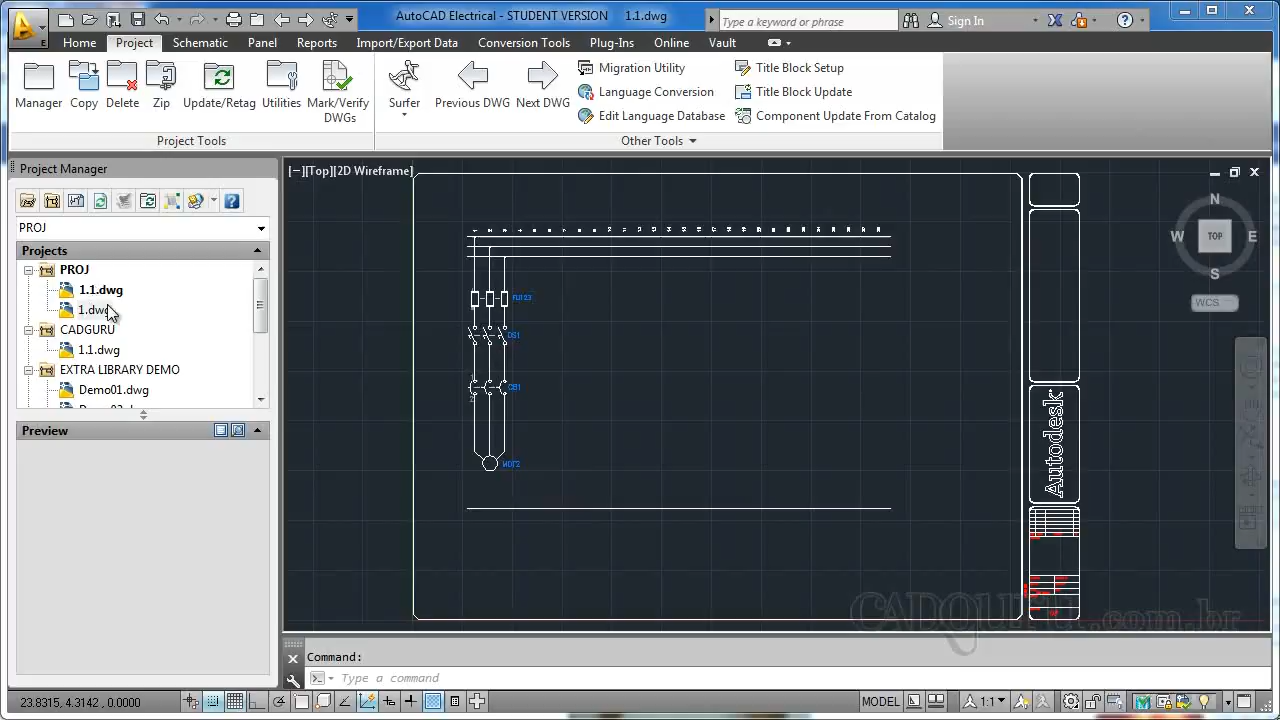 AutoCAD Electrical - STUDENT VERSION 1.1.dwg
Type a keyword or phrase
Sign In
Home Project Schematic Panel Reports Import/Export Data Conversion Tools Plug-Ins Online Vault
Manager Copy Delete Zip Update/Retag Utilities Mark/Verify DWGs
Surfer Previous DWG Next DWG
Migration Utility
Language Conversion
Edit Language Database
Title Block Setup
Title Block Update
Component Update From Catalog
Project Tools
Other Tools
Project Manager
PROJ
Projects
PROJ
1.1.dwg
1.dwg
CADGURU
1.1.dwg
EXTRA LIBRARY DEMO
Demo01.dwg
Preview
[−][Top][2D Wireframe]
N
W TOP E
S
WCS
FU123
DS1
CB1
MOT2
Autodesk
CADGURU.com.br
Command:
Type a command
23.8315, 4.3142, 0.0000
MODEL
1:1